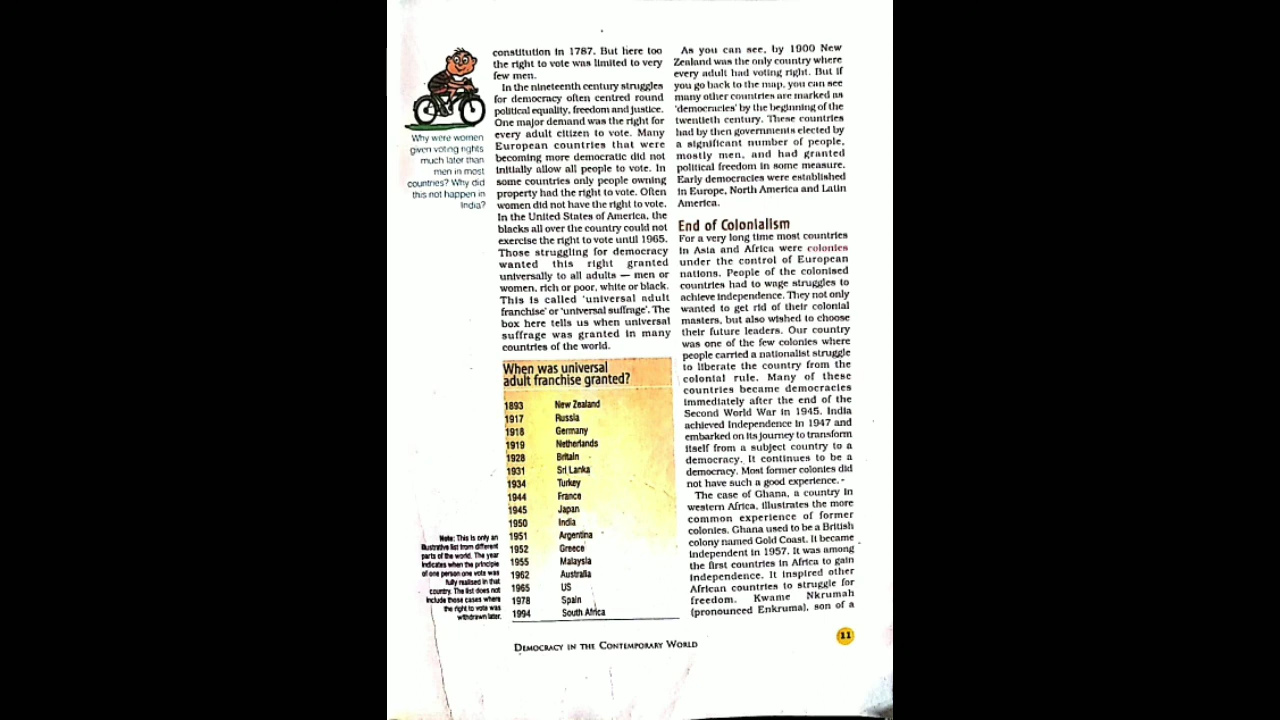 constitution in 1787. But here too
the right to vote was limited to very
few men.
In the nineteenth century struggles
for democracy often centred round
political equality, freedom and justice.
One major demand was the right for
every adult citizen to vote. Many
European countries that were
becoming more democratic did not
initially allow all people to vote. In
some countries only people owning
property had the right to vote. Often
women did not have the right to vote.
In the United States of America, the
blacks all over the country could not
exercise the right to vote until 1965.
Those struggling for democracy
wanted this right granted
universally to all adults — men or
women, rich or poor, white or black.
This is called 'universal adult
franchise' or 'universal suffrage'. The
box here tells us when universal
suffrage was granted in many
countries of the world.
Why were women
given voting rights
much later than
men in most
countries? Why did
this not happen in
India?
When was universal
adult franchise granted?
1893 New Zealand
1917 Russia
1918 Germany
1919 Netherlands
1928 Britain
1931 Sri Lanka
1934 Turkey
1944 France
1945 Japan
1950 India
1951 Argentina
1952 Greece
1955 Malaysia
1962 Australia
1965 US
1978 Spain
1994 South Africa
Note: This is only an
illustrative list from different
parts of the world. The year
indicates when the principle
of one person one vote was
fully realised in that
country. The list does not
include those cases where
the right to vote was
withdrawn later.
As you can see, by 1900 New
Zealand was the only country where
every adult had voting right. But if
you go back to the map, you can see
many other countries are marked as
'democracies' by the beginning of the
twentieth century. These countries
had by then governments elected by
a significant number of people,
mostly men, and had granted
political freedom in some measure.
Early democracies were established
in Europe, North America and Latin
America.
End of Colonialism
For a very long time most countries
in Asia and Africa were colonies
under the control of European
nations. People of the colonised
countries had to wage struggles to
achieve independence. They not only
wanted to get rid of their colonial
masters, but also wished to choose
their future leaders. Our country
was one of the few colonies where
people carried a nationalist struggle
to liberate the country from the
colonial rule. Many of these
countries became democracies
immediately after the end of the
Second World War in 1945. India
achieved Independence in 1947 and
embarked on its journey to transform
itself from a subject country to a
democracy. It continues to be a
democracy. Most former colonies did
not have such a good experience.
The case of Ghana, a country in
western Africa, illustrates the more
common experience of former
colonies. Ghana used to be a British
colony named Gold Coast. It became
independent in 1957. It was among
the first countries in Africa to gain
independence. It inspired other
African countries to struggle for
freedom. Kwame Nkrumah
(pronounced Enkruma), son of a
DEMOCRACY IN THE CONTEMPORARY WORLD
11